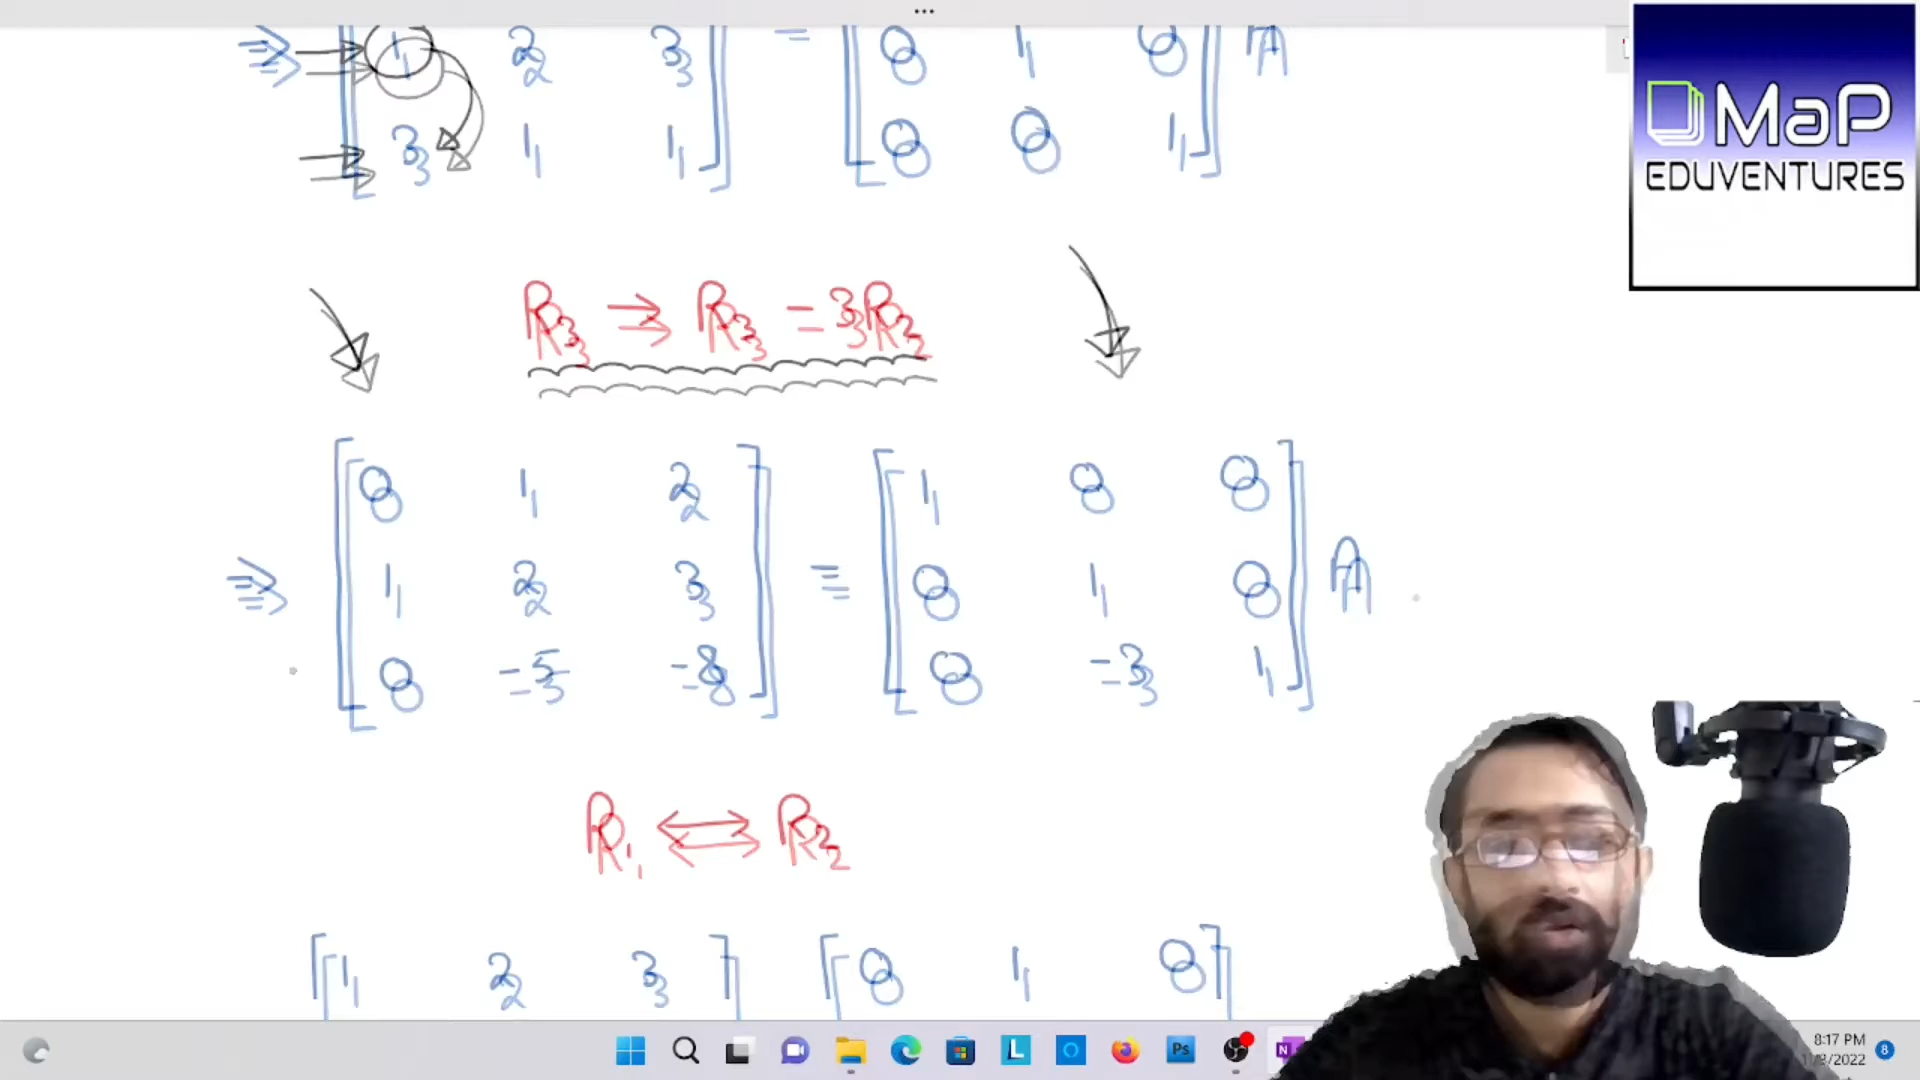 ...
⇒ [ 1 2 3 ] = [ 0 1 0 ] A
3 1 1 0 0 1
MaP
EDUVENTURES
R₃ → R₃ - 3R₂
[ 0 1 2 ] [ 1 0 0 ]
⇒ 1 2 3 = 0 1 0 A
0 -5 -8 0 -3 1
R₁ ↔ R₂
[ 1 2 3 ] [ 0 1 0 ]
L
Ps
N
8:17 PM
8